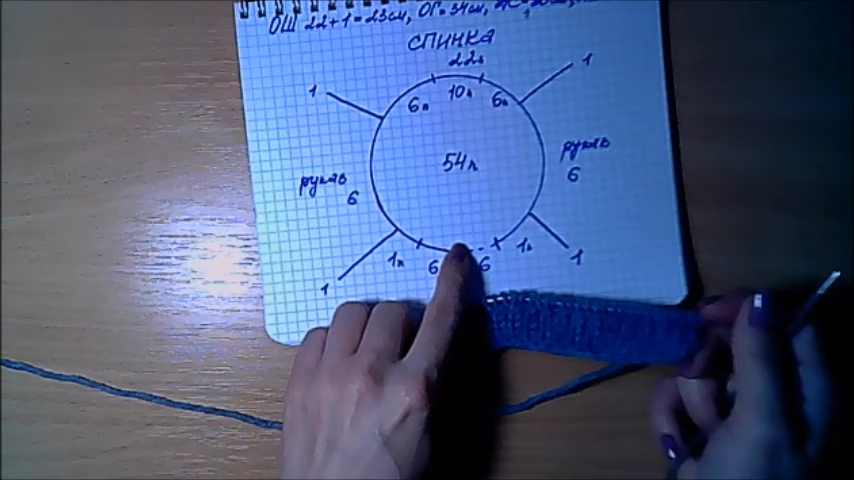 ОШ 22+1=23см, ОГ=34см,
СПИНКА
22п
1 6п 10п 6п 1
54п
рукав 6
рукав 6
1п 6 6 1п
1 1